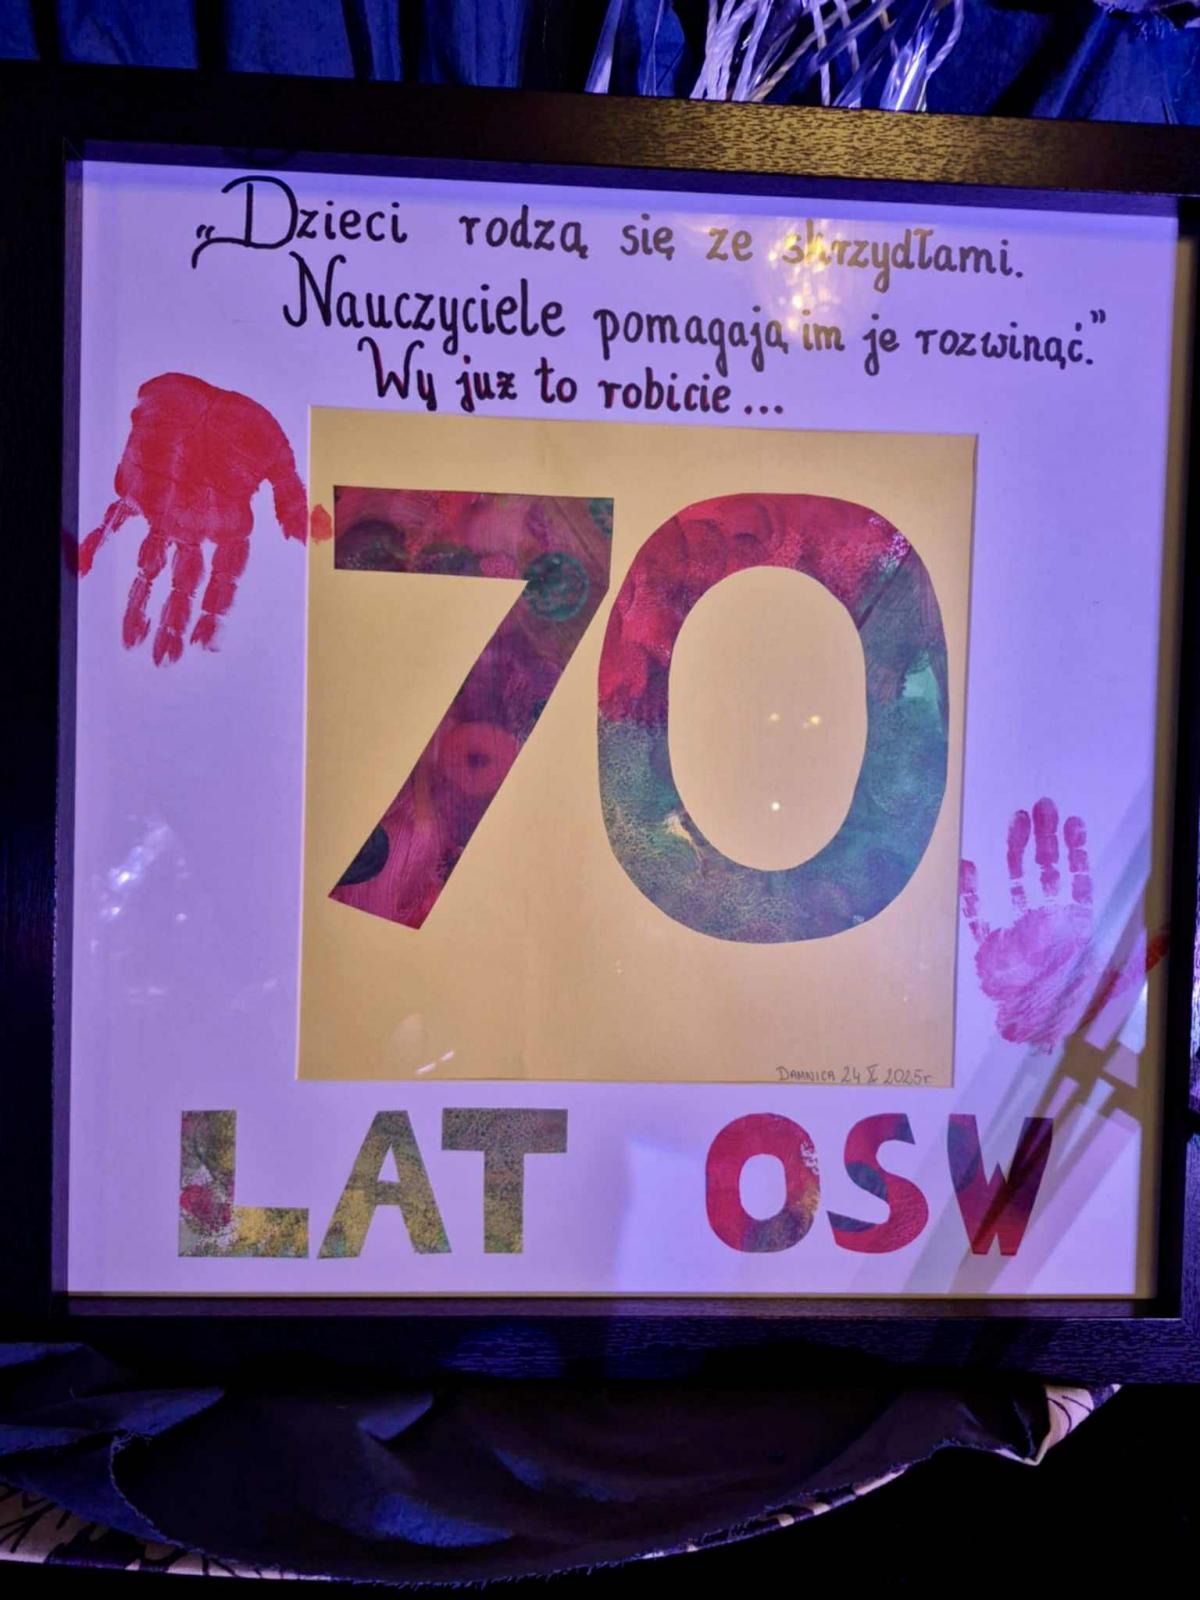 „Dzieci rodzą się ze skrzydłami.
Nauczyciele pomagają im je rozwinąć.”
Wy już to robicie...
70
DAMNICA 24 X 2025r
LAT OSW